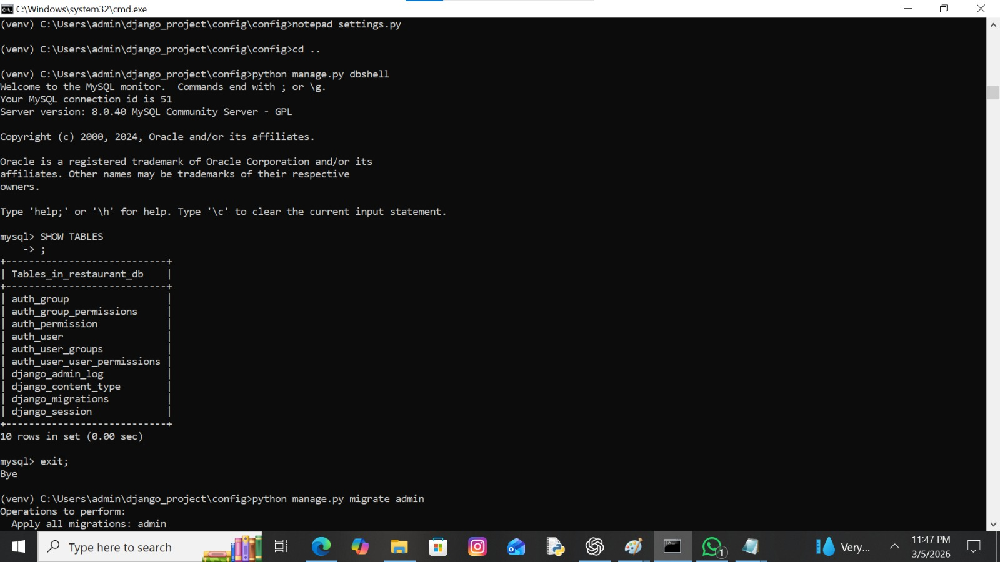 C:\Windows\system32\cmd.exe
(venv) C:\Users\admin\django_project\config\config>notepad settings.py
(venv) C:\Users\admin\django_project\config\config>cd ..
(venv) C:\Users\admin\django_project\config>python manage.py dbshell
Welcome to the MySQL monitor.  Commands end with ; or \g.
Your MySQL connection id is 51
Server version: 8.0.40 MySQL Community Server - GPL
Copyright (c) 2000, 2024, Oracle and/or its affiliates.
Oracle is a registered trademark of Oracle Corporation and/or its
affiliates. Other names may be trademarks of their respective
owners.
Type 'help;' or '\h' for help. Type '\c' to clear the current input statement.
mysql> SHOW TABLES
    -> ;
+----------------------------+
| Tables_in_restaurant_db    |
+----------------------------+
| auth_group                 |
| auth_group_permissions     |
| auth_permission            |
| auth_user                  |
| auth_user_groups           |
| auth_user_user_permissions |
| django_admin_log           |
| django_content_type        |
| django_migrations          |
| django_session             |
+----------------------------+
10 rows in set (0.00 sec)
mysql> exit;
Bye
(venv) C:\Users\admin\django_project\config>python manage.py migrate admin
Operations to perform:
  Apply all migrations: admin
Type here to search
1
Very...
11:47 PM
3/5/2026